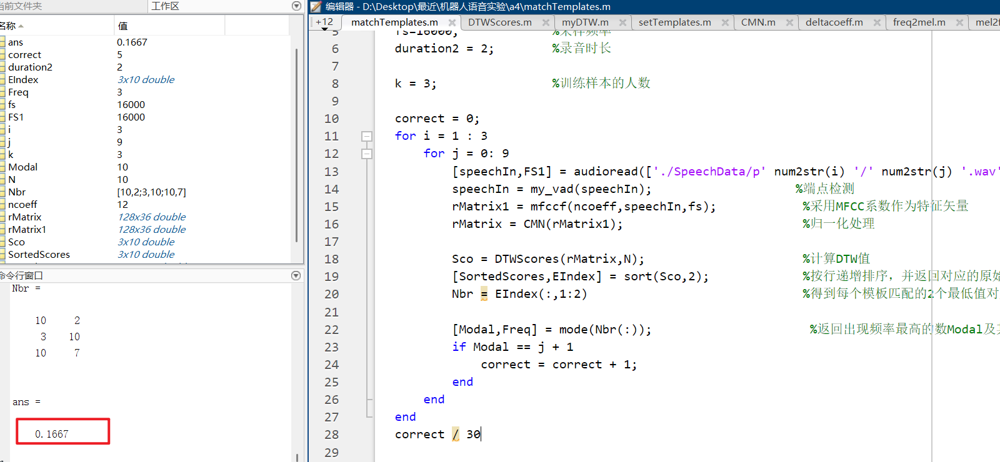 当前文件夹
工作区
名称
值
ans 0.1667
correct 5
duration2 2
EIndex 3x10 double
Freq 3
fs 16000
FS1 16000
i 3
j 9
k 3
Modal 10
N 10
Nbr [10,2;3,10;10,7]
ncoeff 12
rMatrix 128x36 double
rMatrix1 128x36 double
Sco 3x10 double
SortedScores 3x10 double
命令行窗口
Nbr =
10 2
3 10
10 7
ans =
0.1667
编辑器 - D:\Desktop\最近\机器人语音实验\a4\matchTemplates.m
+12 matchTemplates.m DTWScores.m myDTW.m setTemplates.m CMN.m deltacoeff.m freq2mel.m mel2f
5 fs=16000; %采样频率
6 duration2 = 2; %录音时长
7
8 k = 3; %训练样本的人数
9
10 correct = 0;
11 for i = 1 : 3
12 for j = 0: 9
13 [speechIn,FS1] = audioread(['./SpeechData/p' num2str(i) '/' num2str(j) '.wav'
14 speechIn = my_vad(speechIn); %端点检测
15 rMatrix1 = mfccf(ncoeff,speechIn,fs); %采用MFCC系数作为特征矢量
16 rMatrix = CMN(rMatrix1); %归一化处理
17
18 Sco = DTWScores(rMatrix,N); %计算DTW值
19 [SortedScores,EIndex] = sort(Sco,2); %按行递增排序，并返回对应的原始
20 Nbr = EIndex(:,1:2) %得到每个模板匹配的2个最低值对
21
22 [Modal,Freq] = mode(Nbr(:)); %返回出现频率最高的数Modal及其
23 if Modal == j + 1
24 correct = correct + 1;
25 end
26 end
27 end
28 correct / 30
29